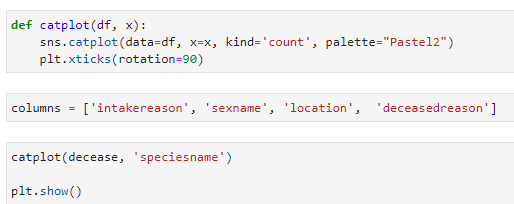 def catplot(df, x):
    sns.catplot(data=df, x=x, kind='count', palette="Pastel2")
    plt.xticks(rotation=90)
columns = ['intakereason', 'sexname', 'location',  'deceasedreason']
catplot(decease, 'speciesname')
plt.show()